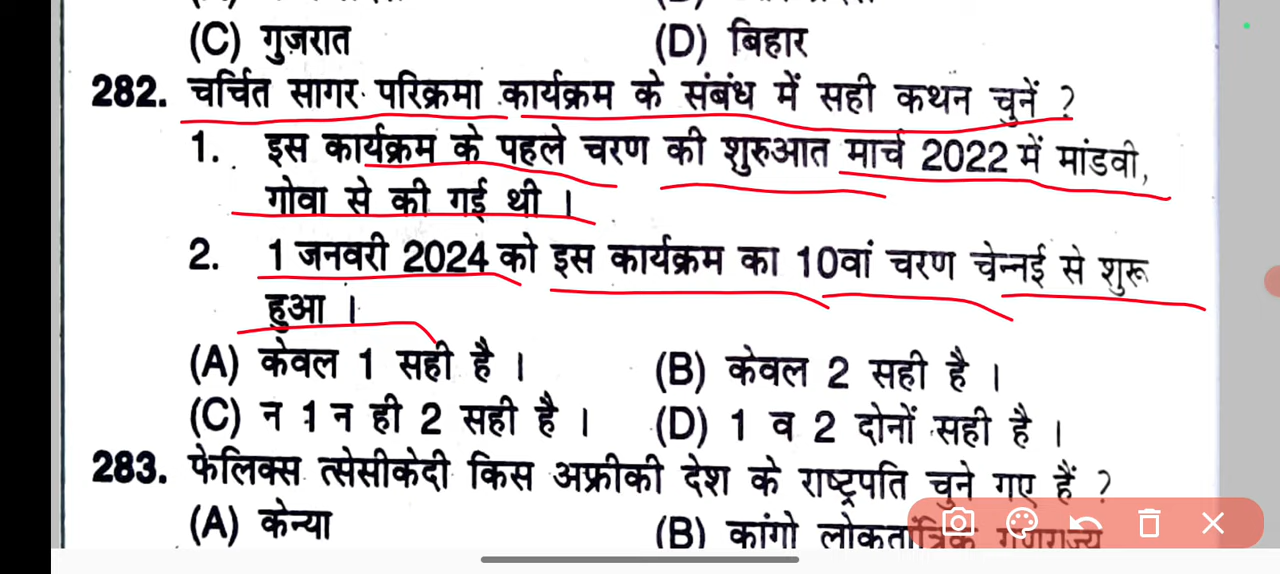 (C) गुज़रात (D) बिहार
282. चर्चित सागर परिक्रमा कार्यक्रम के संबंध में सही कथन चुनें ?
1. इस कार्यक्रम के पहले चरण की शुरुआत मार्च 2022 में मांडवी,
गोवा से की गई थी ।
2. 1 जनवरी 2024 को इस कार्यक्रम का 10वां चरण चेन्नई से शुरू
हुआ ।
(A) केवल 1 सही है । (B) केवल 2 सही है ।
(C) न 1 न ही 2 सही है । (D) 1 व 2 दोनों सही है ।
283. फेलिक्स त्सेसीकेदी किस अफ्रीकी देश के राष्ट्रपति चुने गए हैं ?
(A) केन्या (B) कांगो लोकतांत्रिक गणराज्य